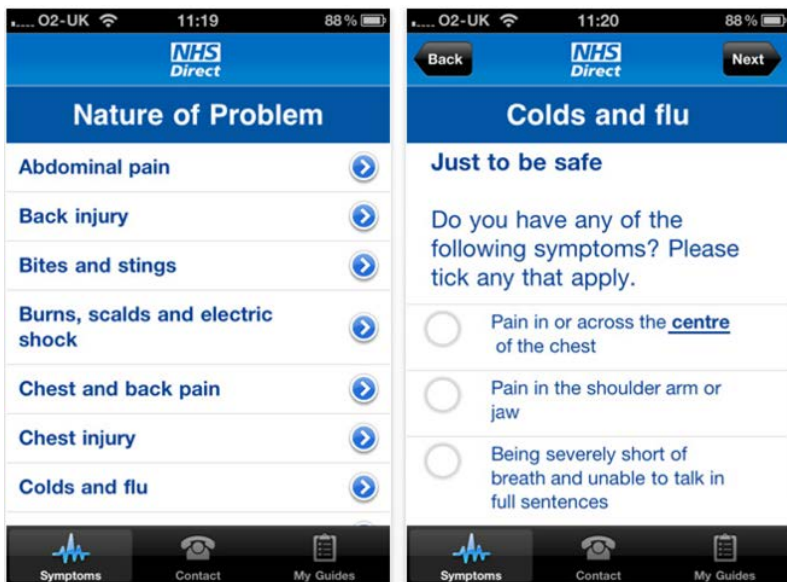 O2-UK 11:19 88%
NHS
Direct
Nature of Problem
Abdominal pain
Back injury
Bites and stings
Burns, scalds and electric
shock
Chest and back pain
Chest injury
Colds and flu
Symptoms Contact My Guides
O2-UK 11:20 88%
Back NHS Next
Direct
Colds and flu
Just to be safe
Do you have any of the
following symptoms? Please
tick any that apply.
Pain in or across the centre
of the chest
Pain in the shoulder arm or
jaw
Being severely short of
breath and unable to talk in
full sentences
Symptoms Contact My Guides